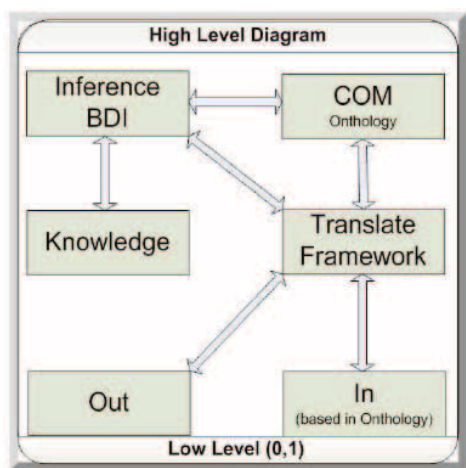 High Level Diagram
Inference
BDI
COM
Onthology
Knowledge
Translate
Framework
Out
In
(based in Onthology)
Low Level (0,1)